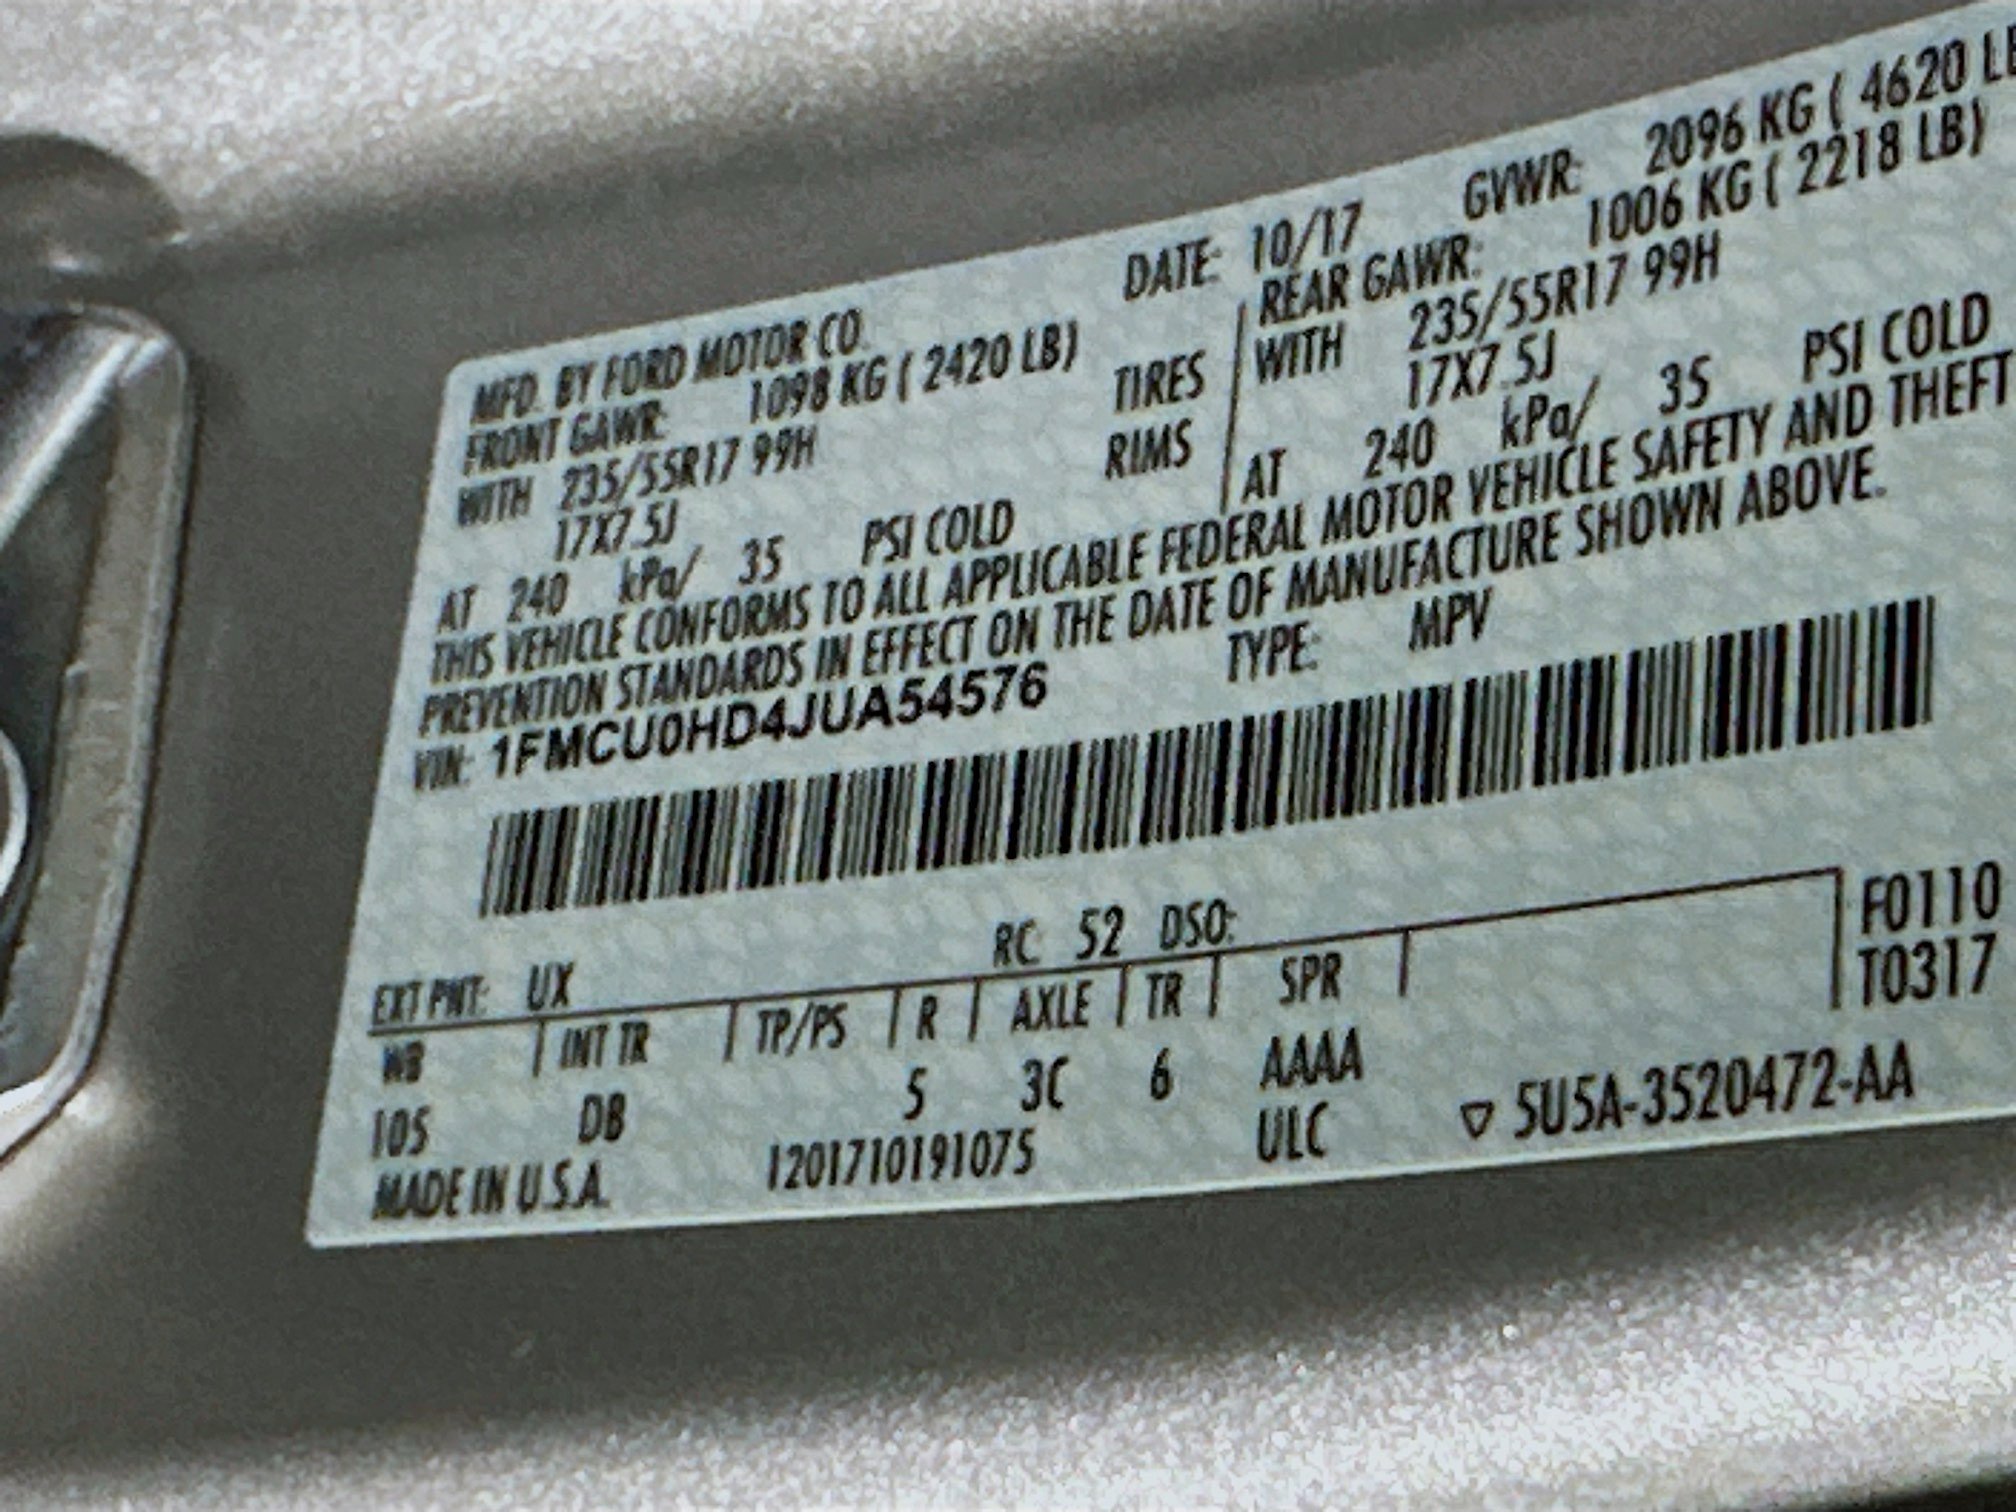 MFD. BY FORD MOTOR CO. DATE: 10/17 GVWR: 2096 KG ( 4620 LB
FRONT GAWR: 1098 KG ( 2420 LB) REAR GAWR: 1006 KG ( 2218 LB)
WITH 235/55R17 99H TIRES WITH 235/55R17 99H
17X7.5J RIMS 17X7.5J
AT 240 kPa/ 35 PSI COLD AT 240 kPa/ 35 PSI COLD
THIS VEHICLE CONFORMS TO ALL APPLICABLE FEDERAL MOTOR VEHICLE SAFETY AND THEFT
PREVENTION STANDARDS IN EFFECT ON THE DATE OF MANUFACTURE SHOWN ABOVE.
VIN: 1FMCU0HD4JUA54576 TYPE: MPV
EXT PNT: UX RC: 52 DSO: F0110
WB INT TR TP/PS R AXLE TR SPR T0317
105 DB 5 3C 6 AAAA
MADE IN U.S.A. 1201710191075 ULC ▽ 5U5A-3520472-AA